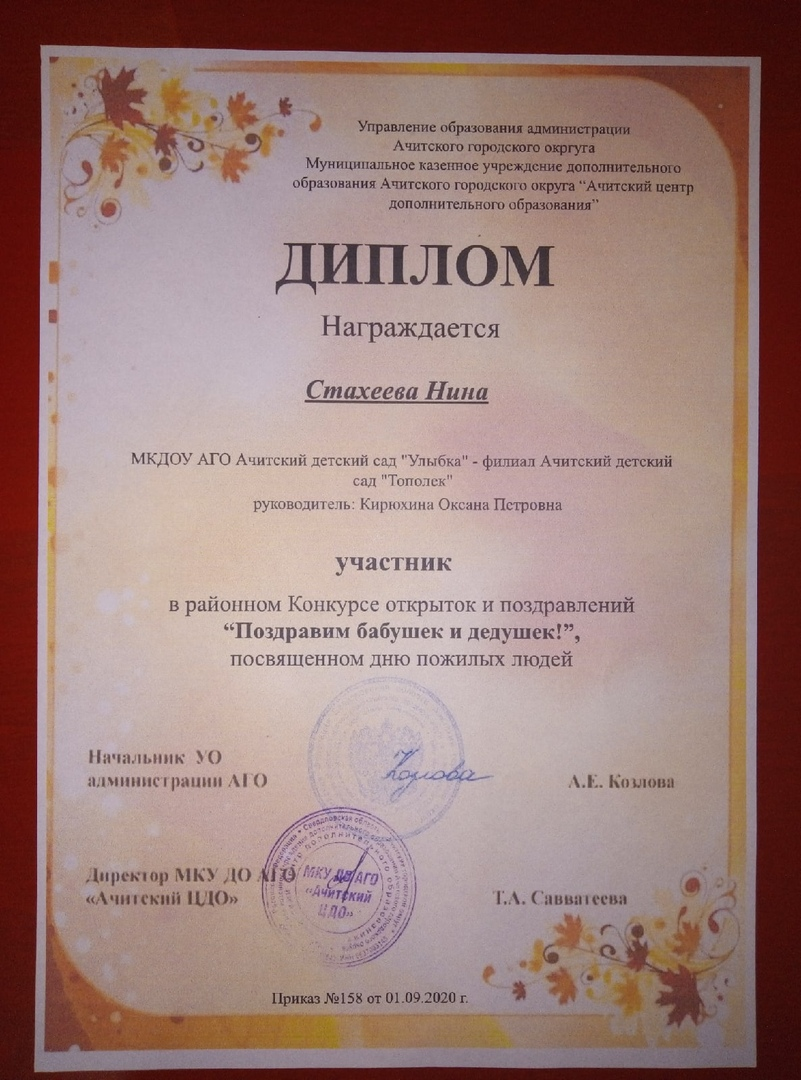 Управление образования администрации
Ачитского городского окргуга
Муниципальное казенное учреждение дополнительного
образования Ачитского городского округа “Ачитский центр
дополнительного образования”
ДИПЛОМ
Награждается
Стахеева Нина
МКДОУ АГО Ачитский детский сад "Улыбка" - филиал Ачитский детский
сад "Тополек"
руководитель: Кирюхина Оксана Петровна
участник
в районном Конкурсе открыток и поздравлений
“Поздравим бабушек и дедушек!”,
посвященном дню пожилых людей
Начальник УО
администрации АГО
Козлова
А.Е. Козлова
Директор МКУ ДО АГО
«Ачитский ЦДО»
МКУ ДО АГО
«Ачитский
ЦДО»
Т.А. Савватеева
Приказ №158 от 01.09.2020 г.